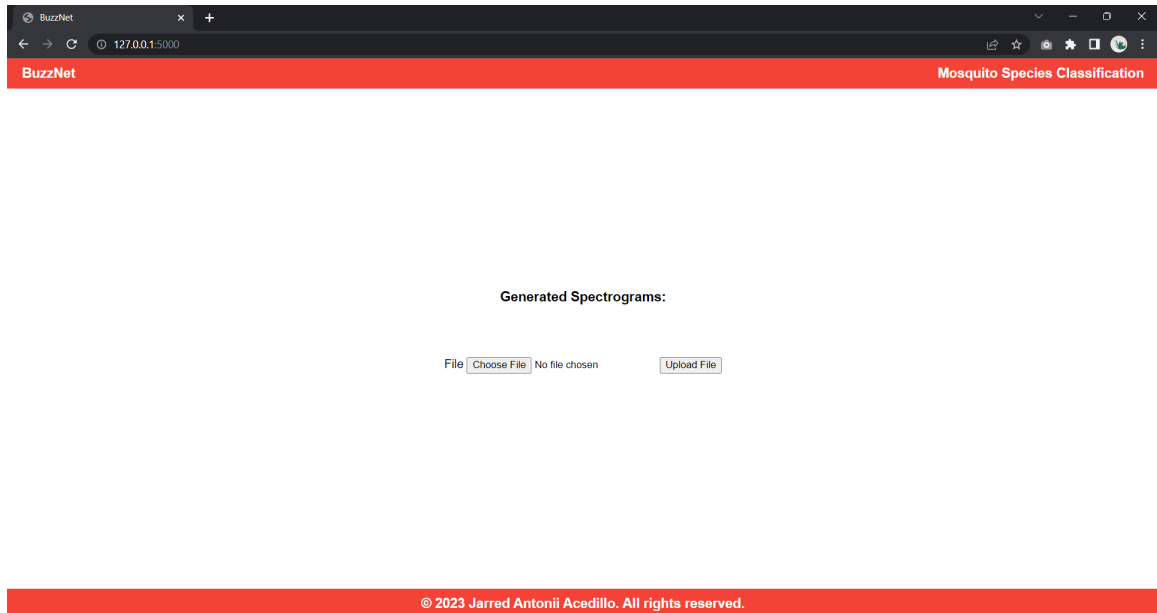 BuzzNet
127.0.0.1:5000
BuzzNet Mosquito Species Classification
Generated Spectrograms:
File Choose File No file chosen Upload File
© 2023 Jarred Antonii Acedillo. All rights reserved.